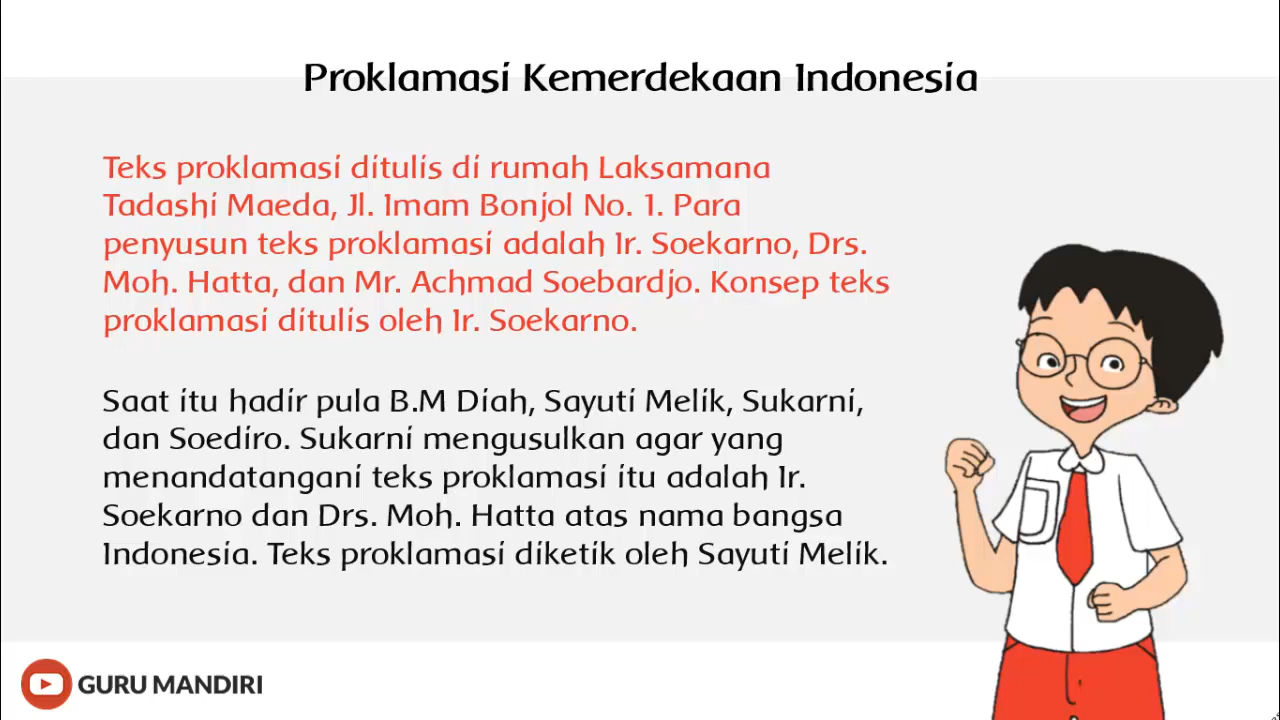 Proklamasi Kemerdekaan Indonesia
Teks proklamasi ditulis di rumah Laksamana
Tadashi Maeda, Jl. Imam Bonjol No. 1. Para
penyusun teks proklamasi adalah Ir. Soekarno, Drs.
Moh. Hatta, dan Mr. Achmad Soebardjo. Konsep teks
proklamasi ditulis oleh Ir. Soekarno.
Saat itu hadir pula B.M Diah, Sayuti Melik, Sukarni,
dan Soediro. Sukarni mengusulkan agar yang
menandatangani teks proklamasi itu adalah Ir.
Soekarno dan Drs. Moh. Hatta atas nama bangsa
Indonesia. Teks proklamasi diketik oleh Sayuti Melik.
GURU MANDIRI